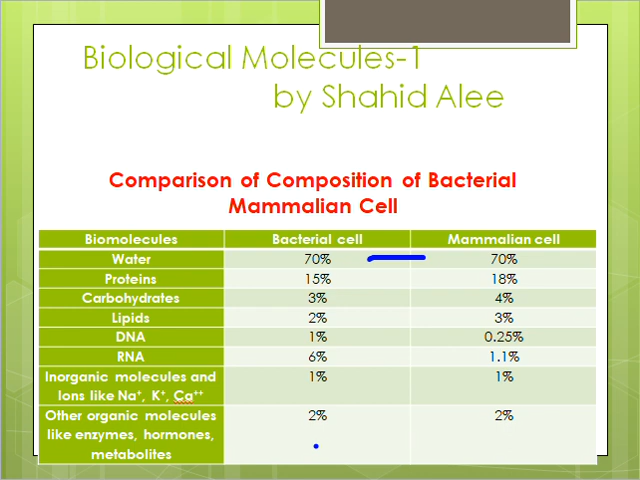 Biological Molecules-1
by Shahid Alee
Comparison of Composition of Bacterial
Mammalian Cell
Biomolecules Bacterial cell Mammalian cell
Water 70% 70%
Proteins 15% 18%
Carbohydrates 3% 4%
Lipids 2% 3%
DNA 1% 0.25%
RNA 6% 1.1%
Inorganic molecules and 1% 1%
Ions like Na⁺, K⁺, Ca⁺⁺
Other organic molecules 2% 2%
like enzymes, hormones,
metabolites